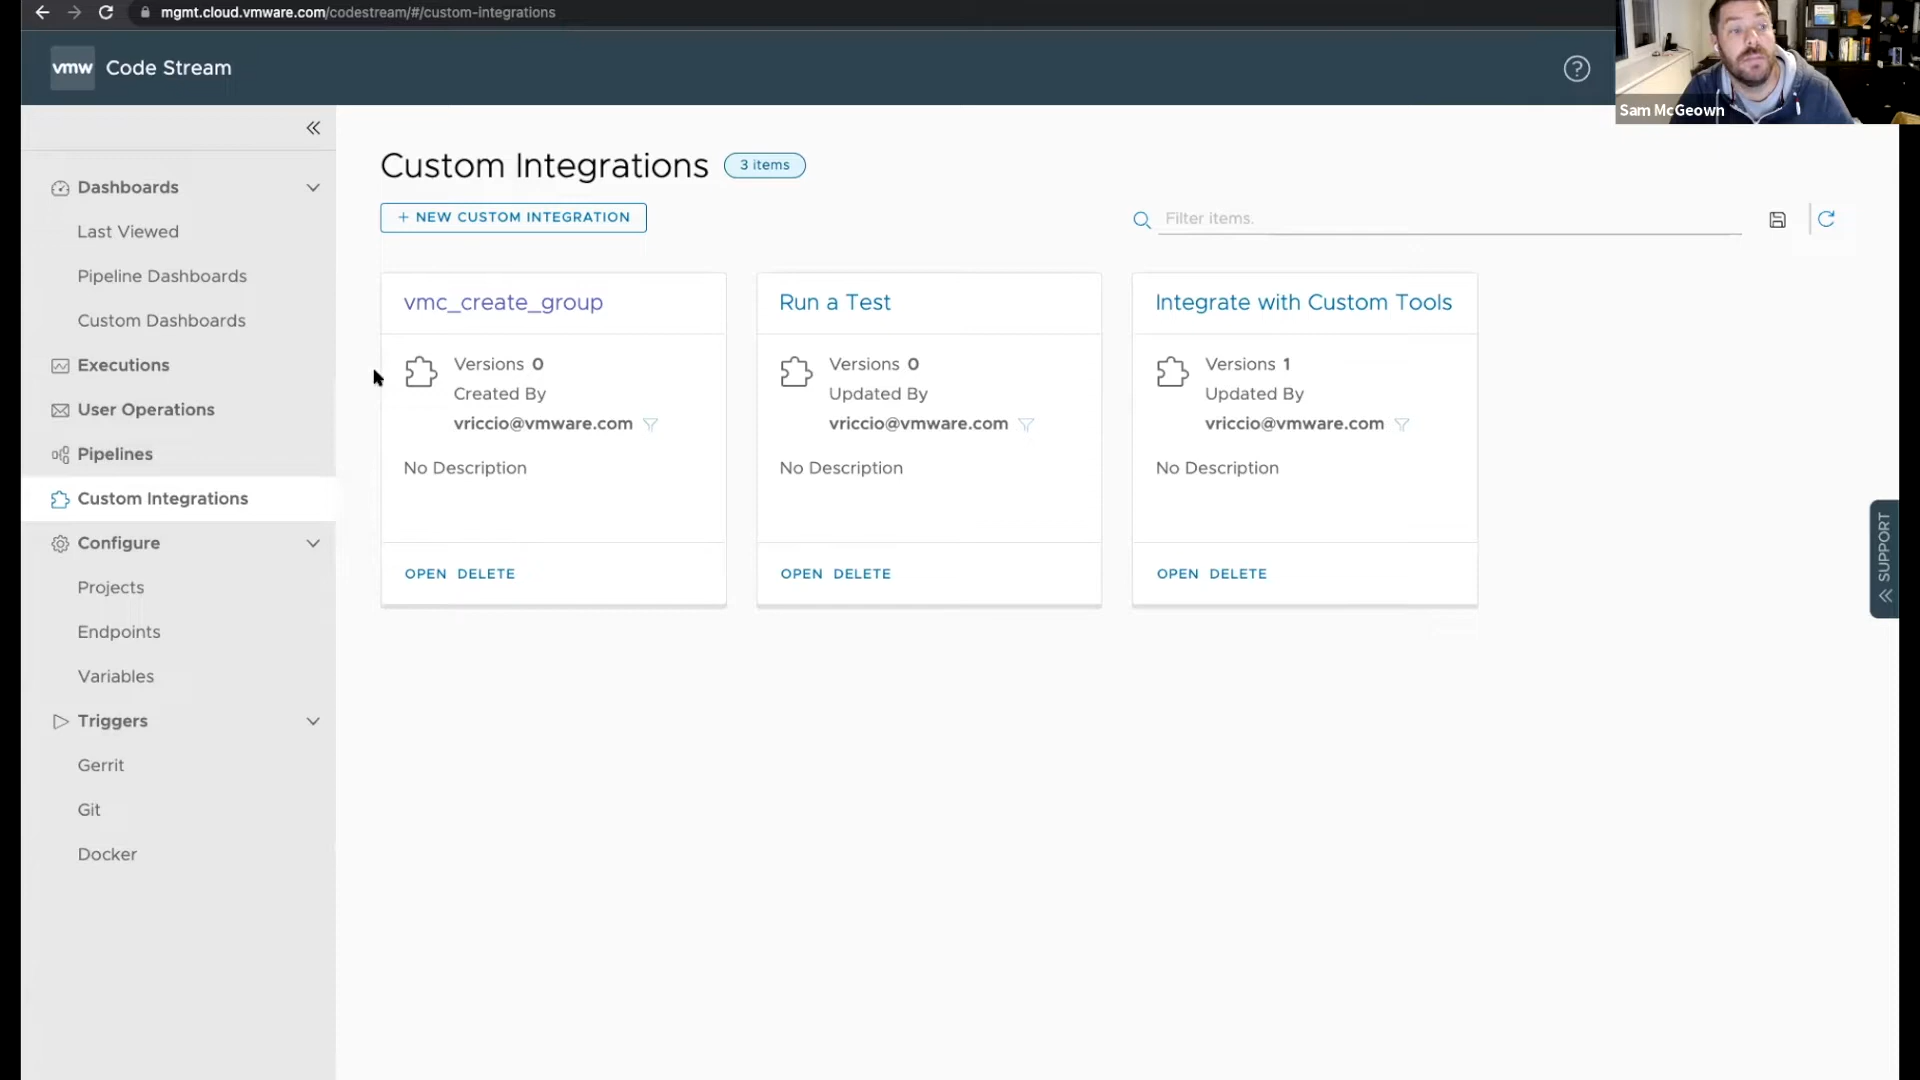 mgmt.cloud.vmware.com/codestream/#/custom-integrations
vmw Code Stream
Sam McGeown
Dashboards
Last Viewed
Pipeline Dashboards
Custom Dashboards
Executions
User Operations
Pipelines
Custom Integrations
Configure
Projects
Endpoints
Variables
Triggers
Gerrit
Git
Docker
Custom Integrations 3 items
+ NEW CUSTOM INTEGRATION
Filter items.
vmc_create_group
Versions 0
Created By
vriccio@vmware.com
No Description
OPEN DELETE
Run a Test
Versions 0
Updated By
vriccio@vmware.com
No Description
OPEN DELETE
Integrate with Custom Tools
Versions 1
Updated By
vriccio@vmware.com
No Description
OPEN DELETE
SUPPORT